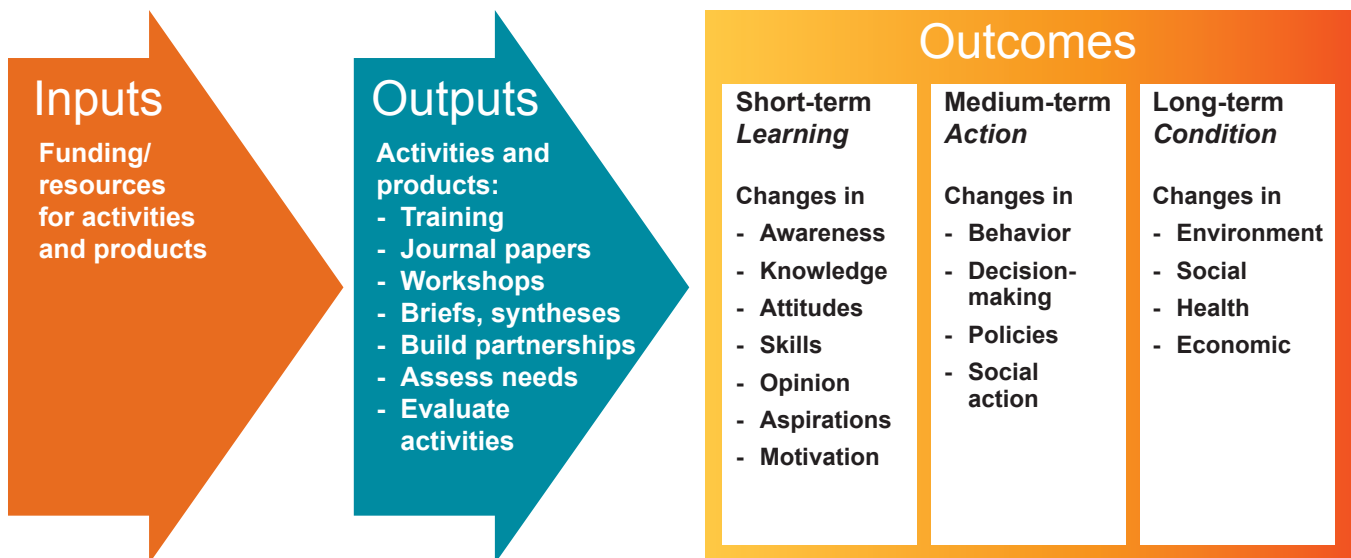 Inputs
Funding/
resources
for activities
and products
Outputs
Activities and
products:
- Training
- Journal papers
- Workshops
- Briefs, syntheses
- Build partnerships
- Assess needs
- Evaluate
activities
Outcomes
Short-term
Learning
Changes in
- Awareness
- Knowledge
- Attitudes
- Skills
- Opinion
- Aspirations
- Motivation
Medium-term
Action
Changes in
- Behavior
- Decision-
making
- Policies
- Social
action
Long-term
Condition
Changes in
- Environment
- Social
- Health
- Economic